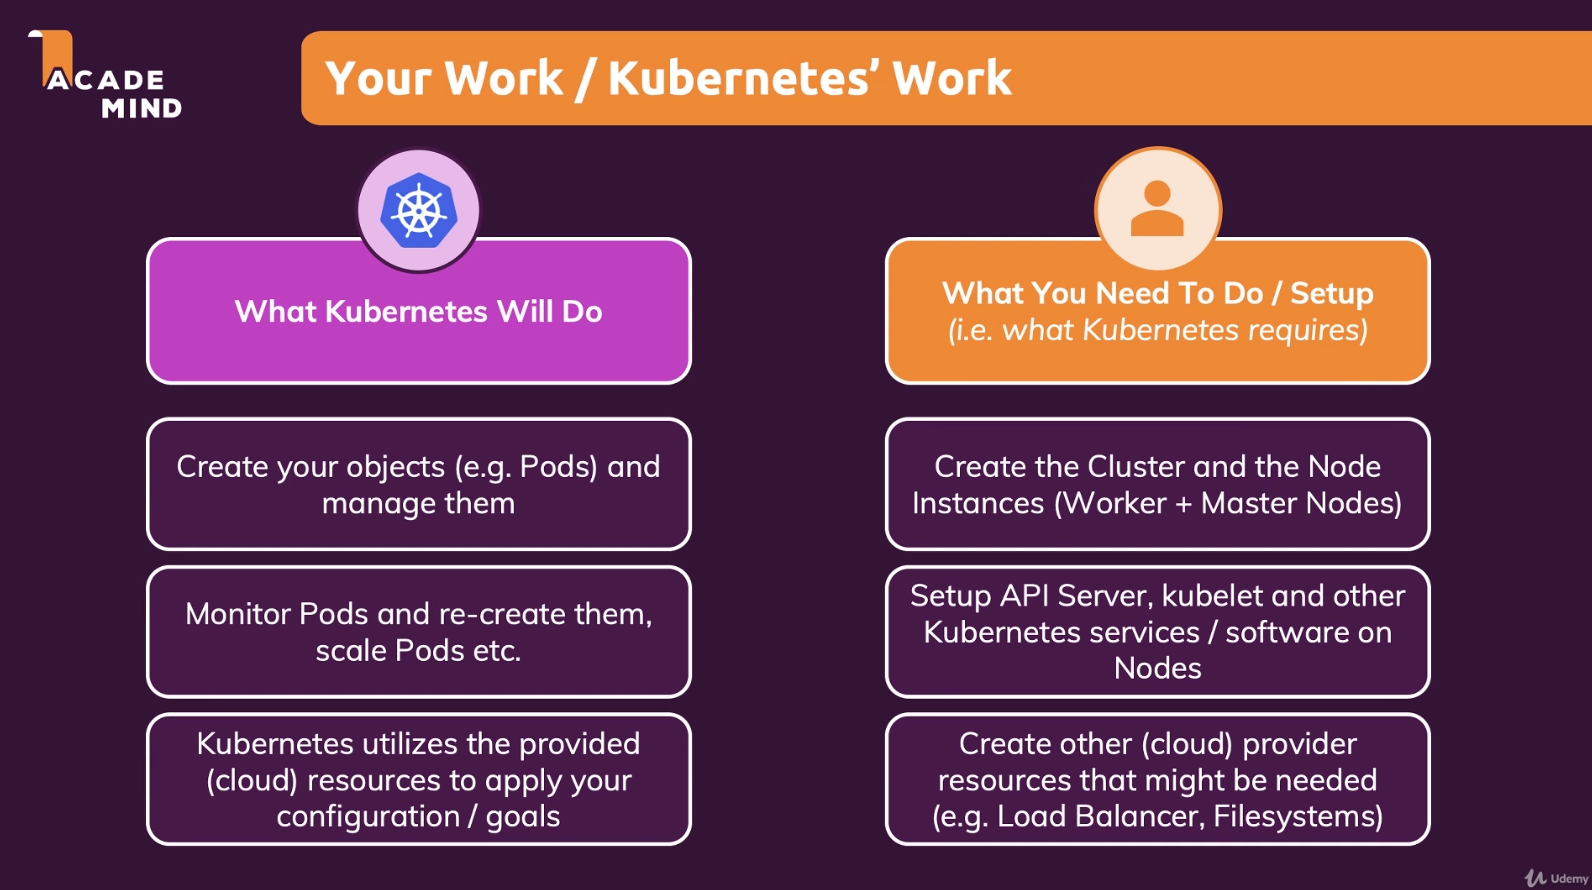 ACADE
MIND
Your Work / Kubernetes’ Work
What Kubernetes Will Do
Create your objects (e.g. Pods) and
manage them
Monitor Pods and re-create them,
scale Pods etc.
Kubernetes utilizes the provided
(cloud) resources to apply your
configuration / goals
What You Need To Do / Setup
(i.e. what Kubernetes requires)
Create the Cluster and the Node
Instances (Worker + Master Nodes)
Setup API Server, kubelet and other
Kubernetes services / software on
Nodes
Create other (cloud) provider
resources that might be needed
(e.g. Load Balancer, Filesystems)
Udemy